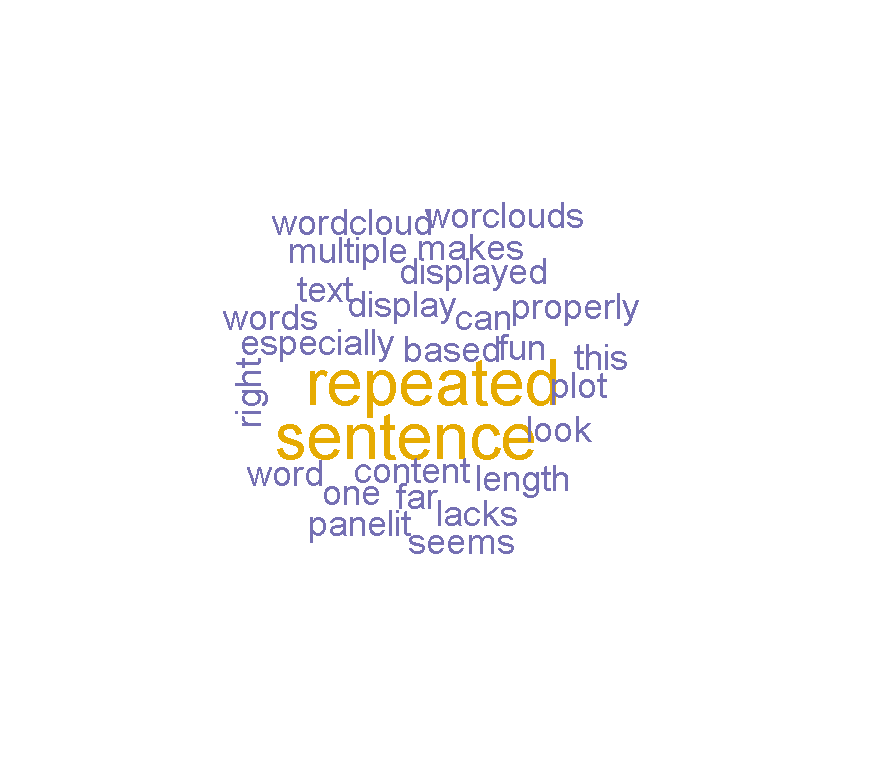 wordcloud worclouds
multiple makes
displayed
text display can properly
words
especially based fun this
right repeated plot
sentence look
word content length
one far lacks
panelit seems